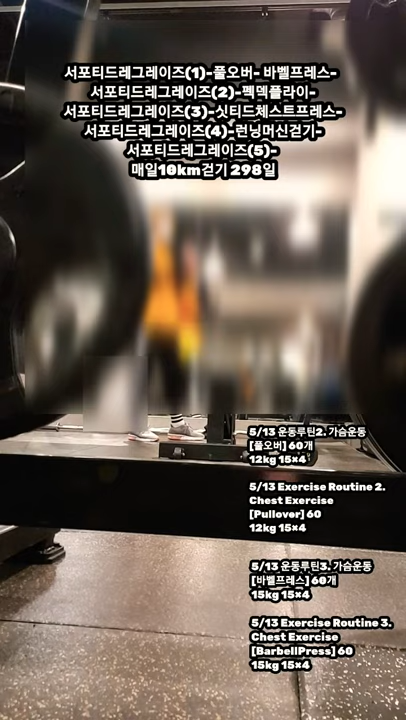 서포티드레그레이즈(1)-풀오버- 바벨프레스-
서포티드레그레이즈(2)-펙덱플라이-
서포티드레그레이즈(3)-싯티드체스트프레스-
서포티드레그레이즈(4)-런닝머신걷기-
서포티드레그레이즈(5)-
매일10km걷기 298일
5/13 운동루틴2. 가슴운동
[풀오버] 60개
12kg 15×4
5/13 Exercise Routine 2.
Chest Exercise
[Pullover] 60
12kg 15×4
5/13 운동루틴3. 가슴운동
[바벨프레스] 60개
15kg 15×4
5/13 Exercise Routine 3.
Chest Exercise
[BarbellPress] 60
15kg 15×4